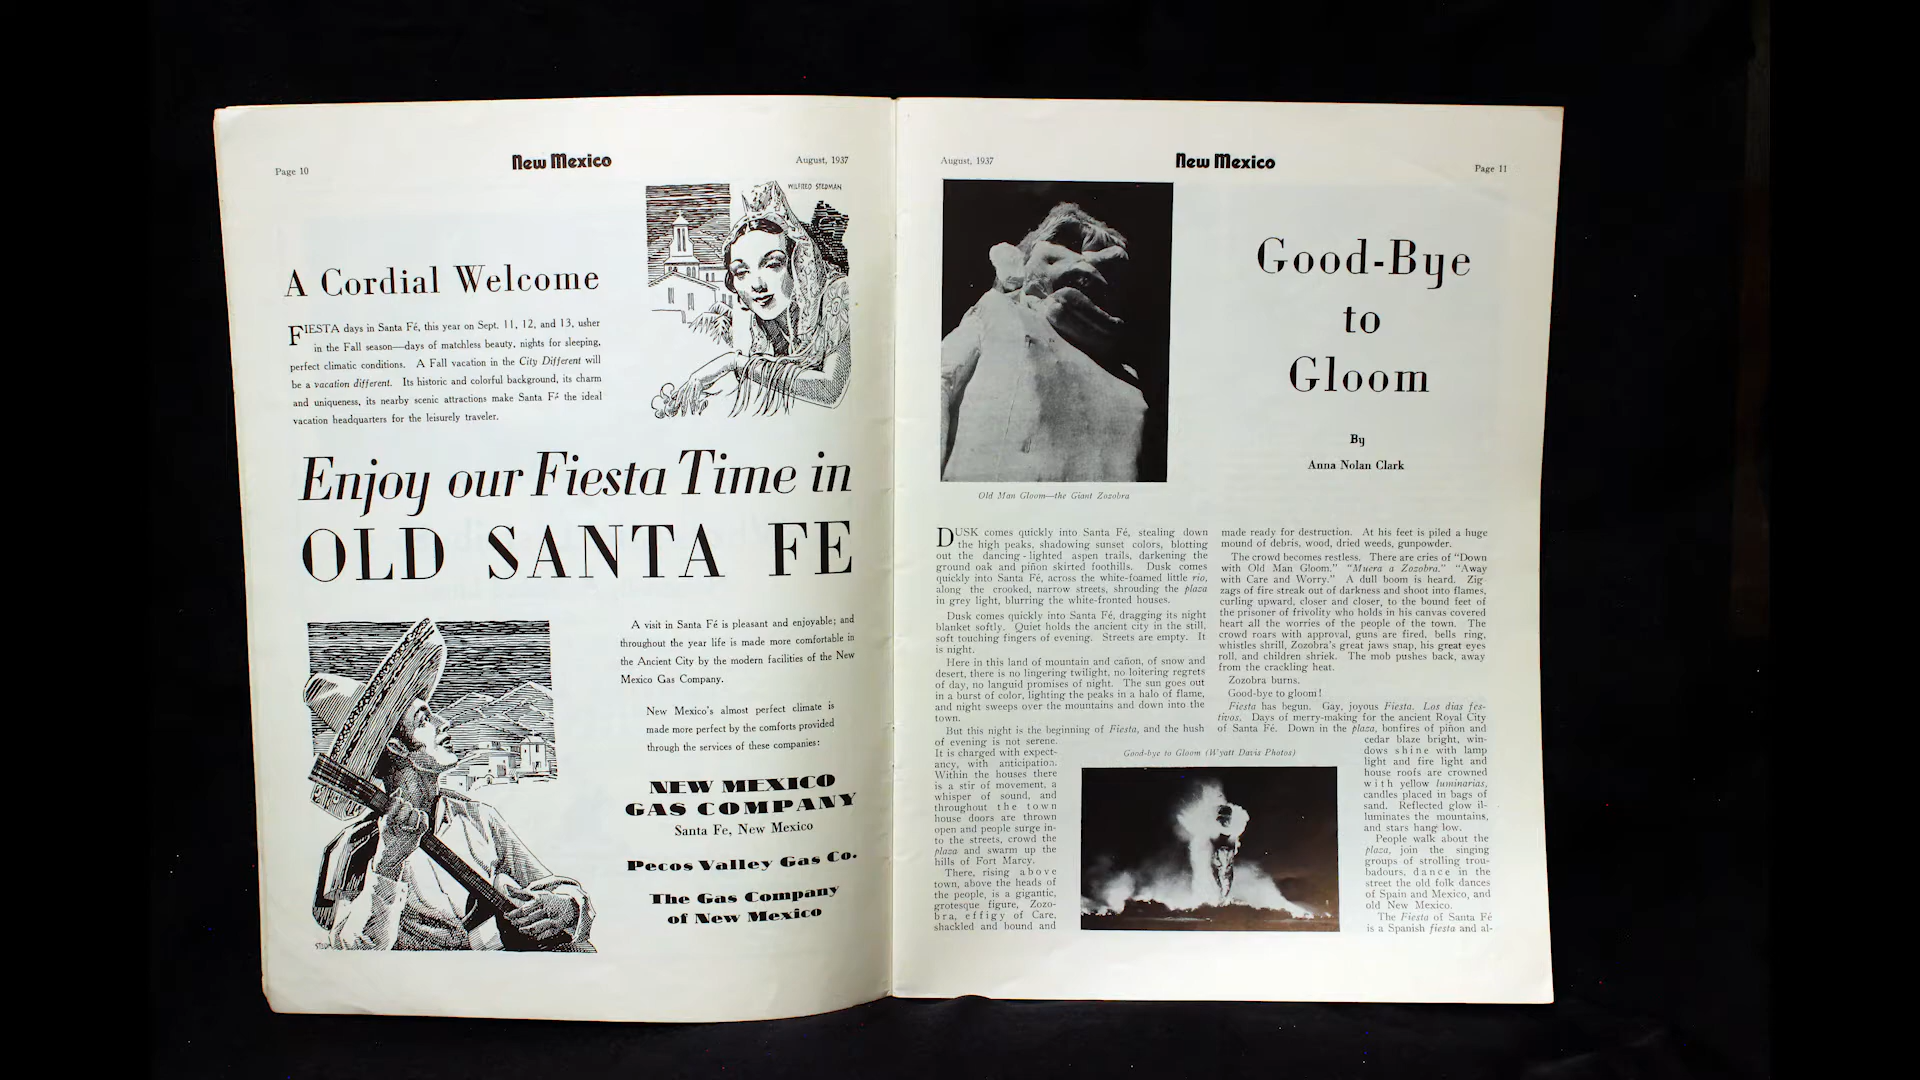 Page 10
New Mexico
August, 1937
WILFRED STEDMAN
A Cordial Welcome
FIESTA days in Santa Fé, this year on Sept. 11, 12, and 13, usher
in the Fall season—days of matchless beauty, nights for sleeping,
perfect climatic conditions. A Fall vacation in the City Different will
be a vacation different. Its historic and colorful background, its charm
and uniqueness, its nearby scenic attractions make Santa Fé the ideal
vacation headquarters for the leisurely traveler.
Enjoy our Fiesta Time in
OLD SANTA FE
A visit in Santa Fé is pleasant and enjoyable; and
throughout the year life is made more comfortable in
the Ancient City by the modern facilities of the New
Mexico Gas Company.
New Mexico's almost perfect climate is
made more perfect by the comforts provided
through the services of these companies:
NEW MEXICO
GAS COMPANY
Santa Fe, New Mexico
Pecos Valley Gas Co.
The Gas Company
of New Mexico
August, 1937
New Mexico
Page 11
Good-Bye
to
Gloom
By
Anna Nolan Clark
Old Man Gloom—the Giant Zozobra
DUSK comes quickly into Santa Fé, stealing down
the high peaks, shadowing sunset colors, blotting
out the dancing-lighted aspen trails, darkening the
ground oak and piñon skirted foothills. Dusk comes
quickly into Santa Fé, across the white-foamed little rio,
along the crooked, narrow streets, shrouding the plaza
in grey light, blurring the white-fronted houses.
Dusk comes quickly into Santa Fé, dragging its night
blanket softly. Quiet holds the ancient city in the still,
soft touching fingers of evening. Streets are empty. It
is night.
Here in this land of mountain and cañon, of snow and
desert, there is no lingering twilight, no loitering regrets
of day, no languid promises of night. The sun goes out
in a burst of color, lighting the peaks in a halo of flame,
and night sweeps over the mountains and down into the
town.
But this night is the beginning of Fiesta, and the hush
of evening is not serene.
It is charged with expect-
ancy, with anticipation.
Within the houses there
is a stir of movement, a
whisper of sound, and
throughout the town
house doors are thrown
open and people surge in-
to the streets, crowd the
plaza and swarm up the
hills of Fort Marcy.
There, rising above
town, above the heads of
the people, is a gigantic,
grotesque figure, Zozo-
bra, effigy of Care,
shackled and bound and
made ready for destruction. At his feet is piled a huge
mound of debris, wood, dried weeds, gunpowder.
The crowd becomes restless. There are cries of "Down
with Old Man Gloom." "Muera a Zozobra." "Away
with Care and Worry." A dull boom is heard. Zig
zags of fire streak out of darkness and shoot into flames,
curling upward, closer and closer, to the bound feet of
the prisoner of frivolity who holds in his canvas covered
heart all the worries of the people of the town. The
crowd roars with approval, guns are fired, bells ring,
whistles shrill, Zozobra's great jaws snap, his great eyes
roll, and children shriek. The mob pushes back, away
from the crackling heat.
Zozobra burns.
Good-bye to gloom!
Fiesta has begun. Gay, joyous Fiesta. Los dias fes-
tivos. Days of merry-making for the ancient Royal City
of Santa Fé. Down in the plaza, bonfires of piñon and
cedar blaze bright, win-
dows shine with lamp
light and fire light and
house roofs are crowned
with yellow luminarias,
candles placed in bags of
sand. Reflected glow il-
luminates the mountains,
and stars hang low.
People walk about the
plaza, join the singing
groups of strolling trou-
badours, dance in the
street the old folk dances
of Spain and Mexico, and
old New Mexico.
The Fiesta of Santa Fé
is a Spanish fiesta and al-
Good-bye to Gloom (Wyatt Davis Photos)